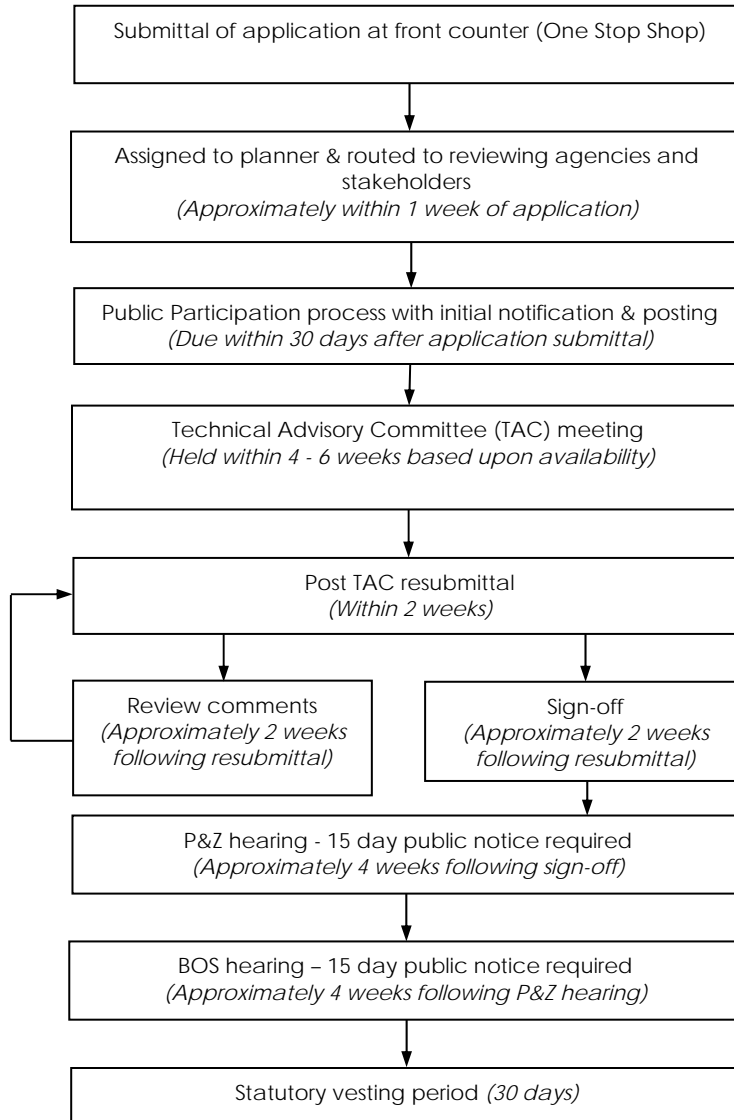 Submittal of application at front counter (One Stop Shop)
Assigned to planner & routed to reviewing agencies and
stakeholders
(Approximately within 1 week of application)
Public Participation process with initial notification & posting
(Due within 30 days after application submittal)
Technical Advisory Committee (TAC) meeting
(Held within 4 - 6 weeks based upon availability)
Post TAC resubmittal
(Within 2 weeks)
Review comments
(Approximately 2 weeks
following resubmittal)
Sign-off
(Approximately 2 weeks
following resubmittal)
P&Z hearing - 15 day public notice required
(Approximately 4 weeks following sign-off)
BOS hearing – 15 day public notice required
(Approximately 4 weeks following P&Z hearing)
Statutory vesting period (30 days)